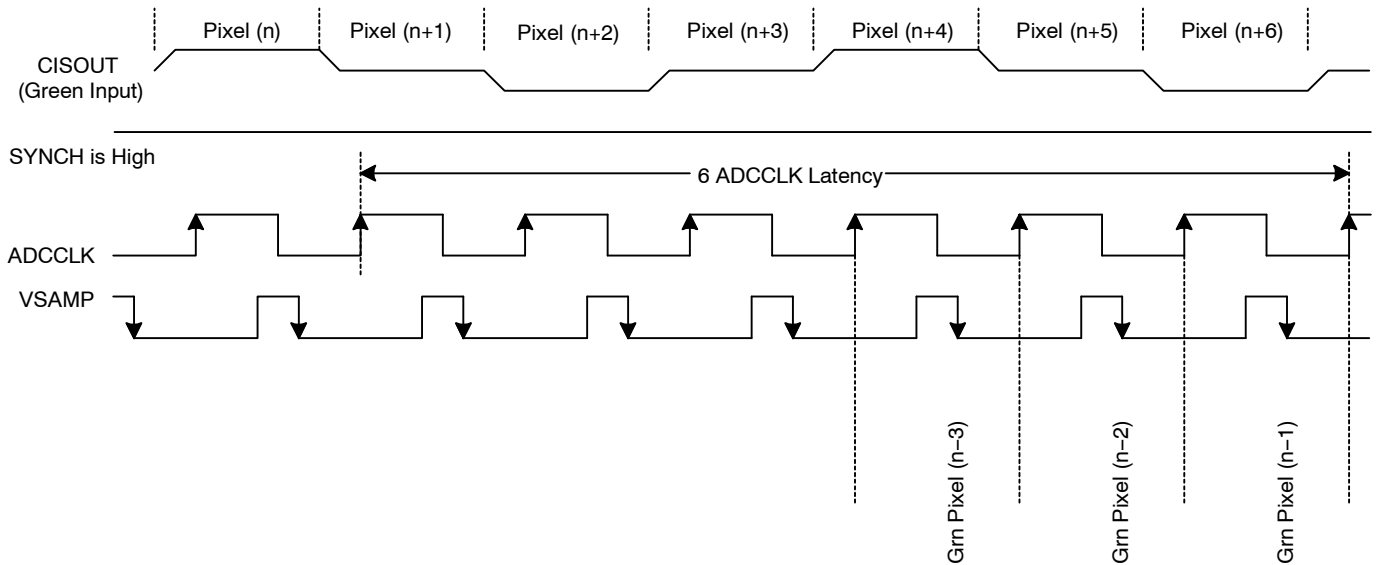 Pixel (n) Pixel (n+1) Pixel (n+2) Pixel (n+3) Pixel (n+4) Pixel (n+5) Pixel (n+6)
CISOUT
(Green Input)
SYNCH is High
6 ADCCLK Latency
ADCCLK
VSAMP
Grn Pixel (n−3)
Grn Pixel (n−2)
Grn Pixel (n−1)